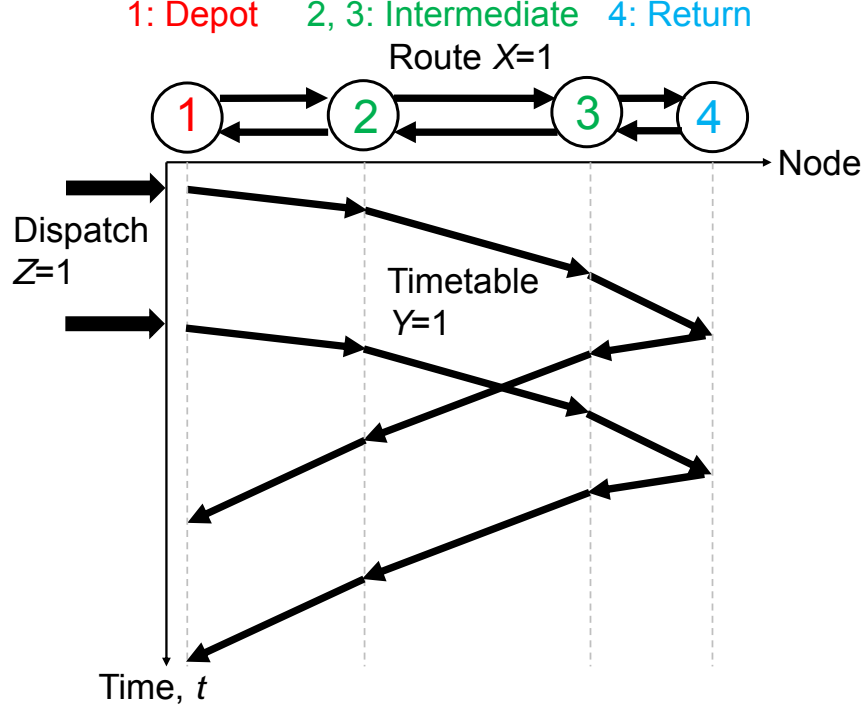 1: Depot 2, 3: Intermediate 4: Return
Route X=1
1 2 3 4
Node
Dispatch
Z=1
Timetable
Y=1
Time, t